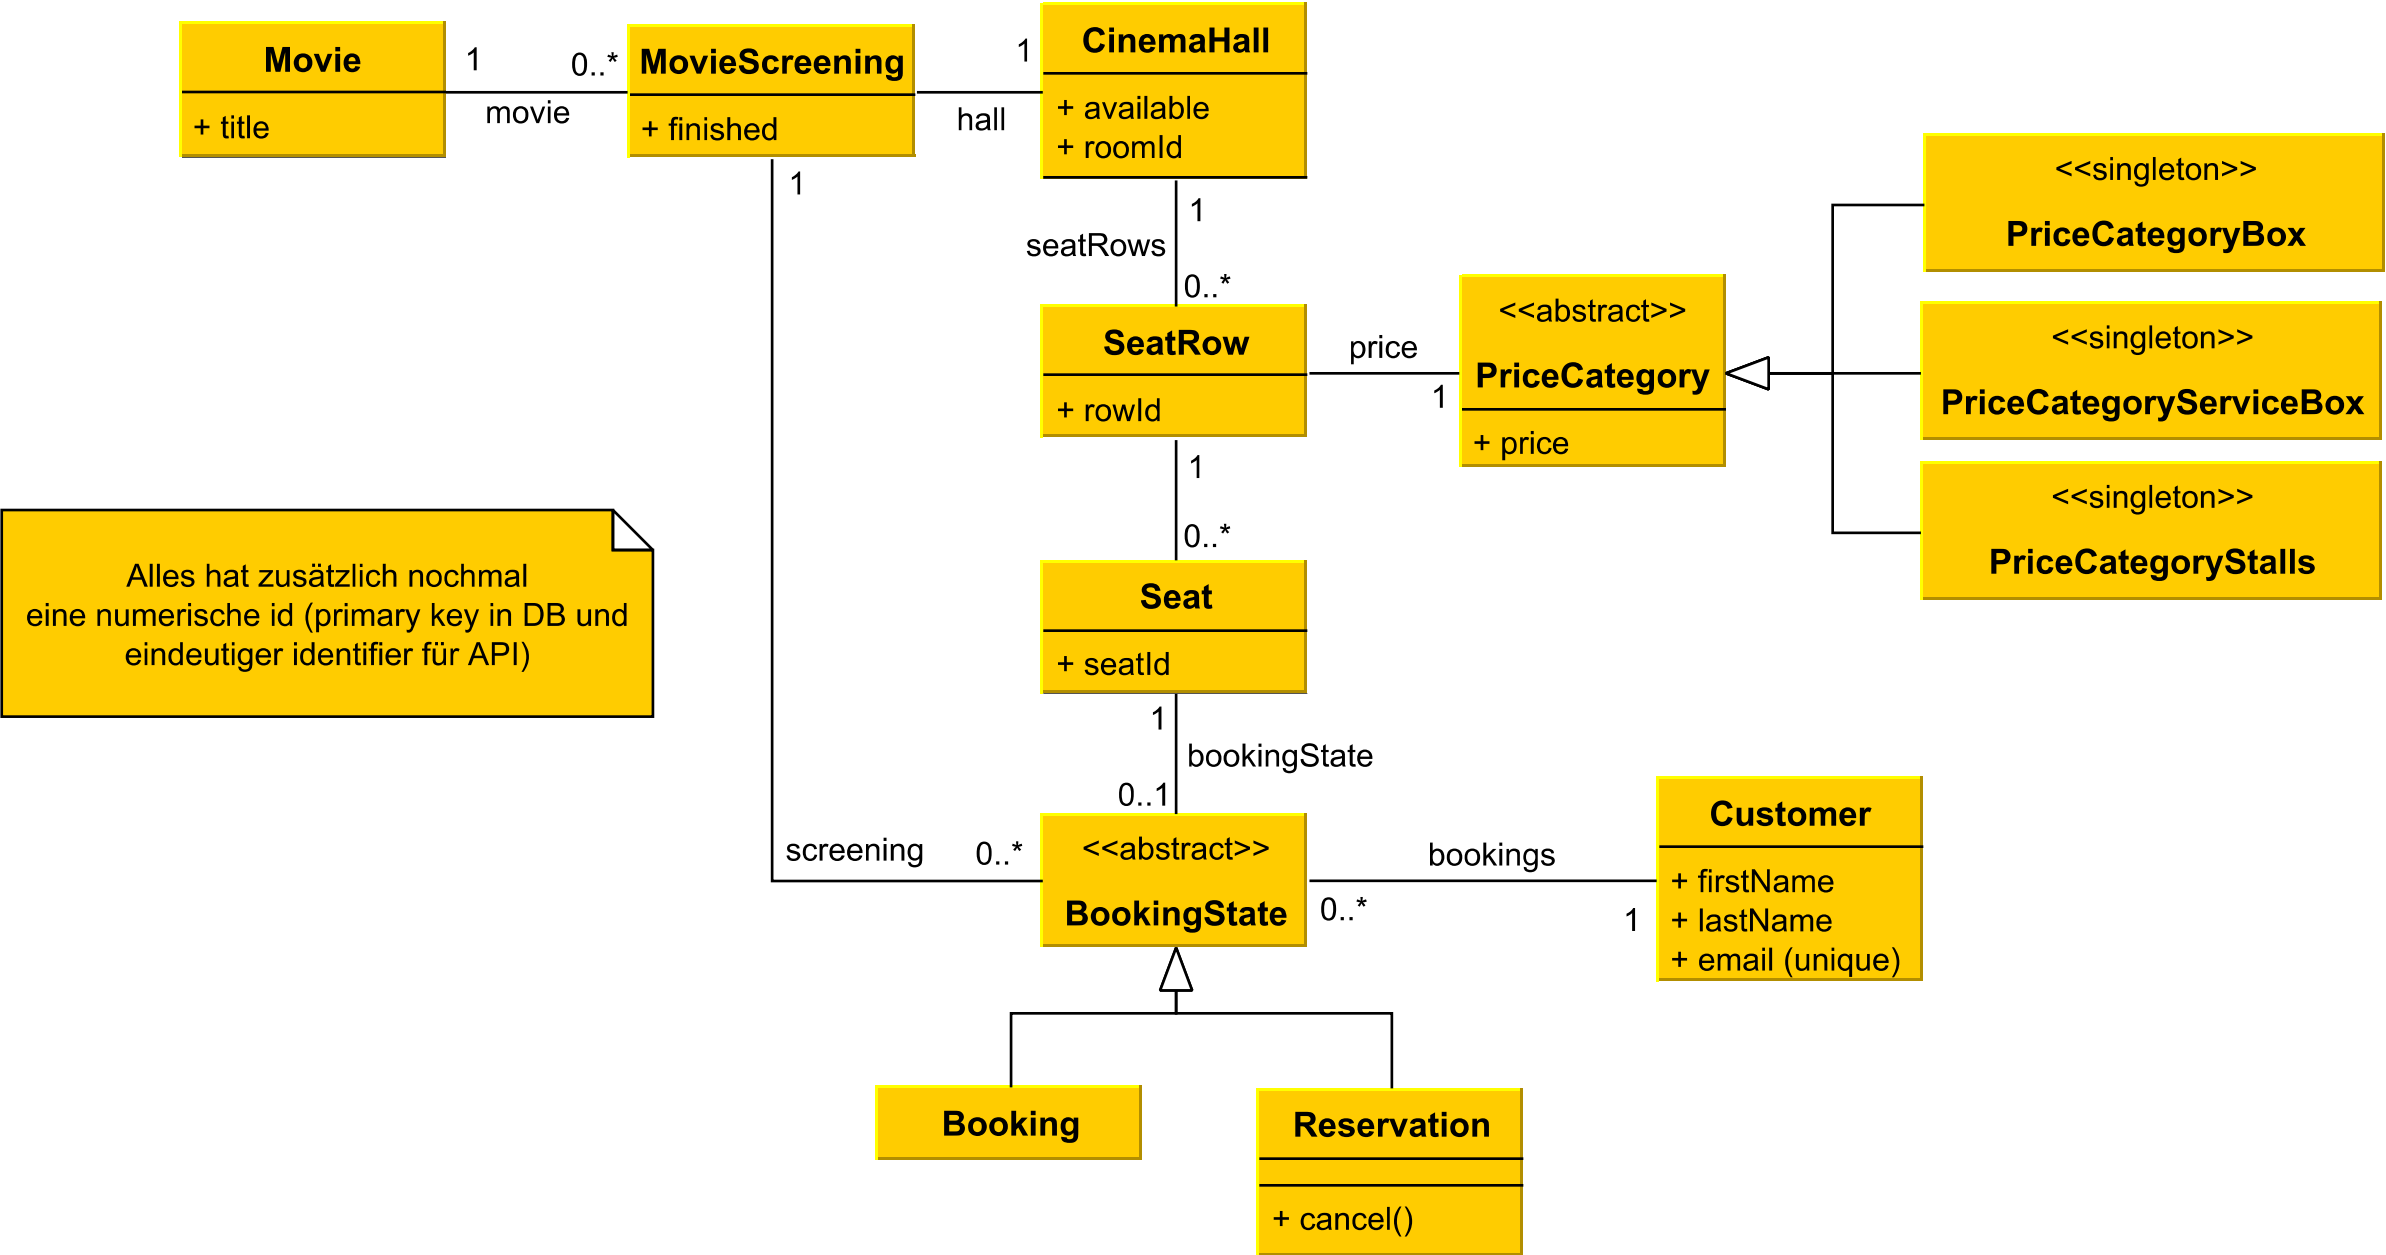 Movie
+ title
1
0..*
movie
MovieScreening
+ finished
1
hall
CinemaHall
+ available
+ roomId
1
1
seatRows
0..*
SeatRow
+ rowId
price
1
<<abstract>>
PriceCategory
+ price
<<singleton>>
PriceCategoryBox
<<singleton>>
PriceCategoryServiceBox
<<singleton>>
PriceCategoryStalls
1
0..*
Alles hat zusätzlich nochmal
eine numerische id (primary key in DB und
eindeutiger identifier für API)
Seat
+ seatId
1
bookingState
0..1
screening
0..*
<<abstract>>
BookingState
bookings
0..*
1
Customer
+ firstName
+ lastName
+ email (unique)
Booking
Reservation
+ cancel()